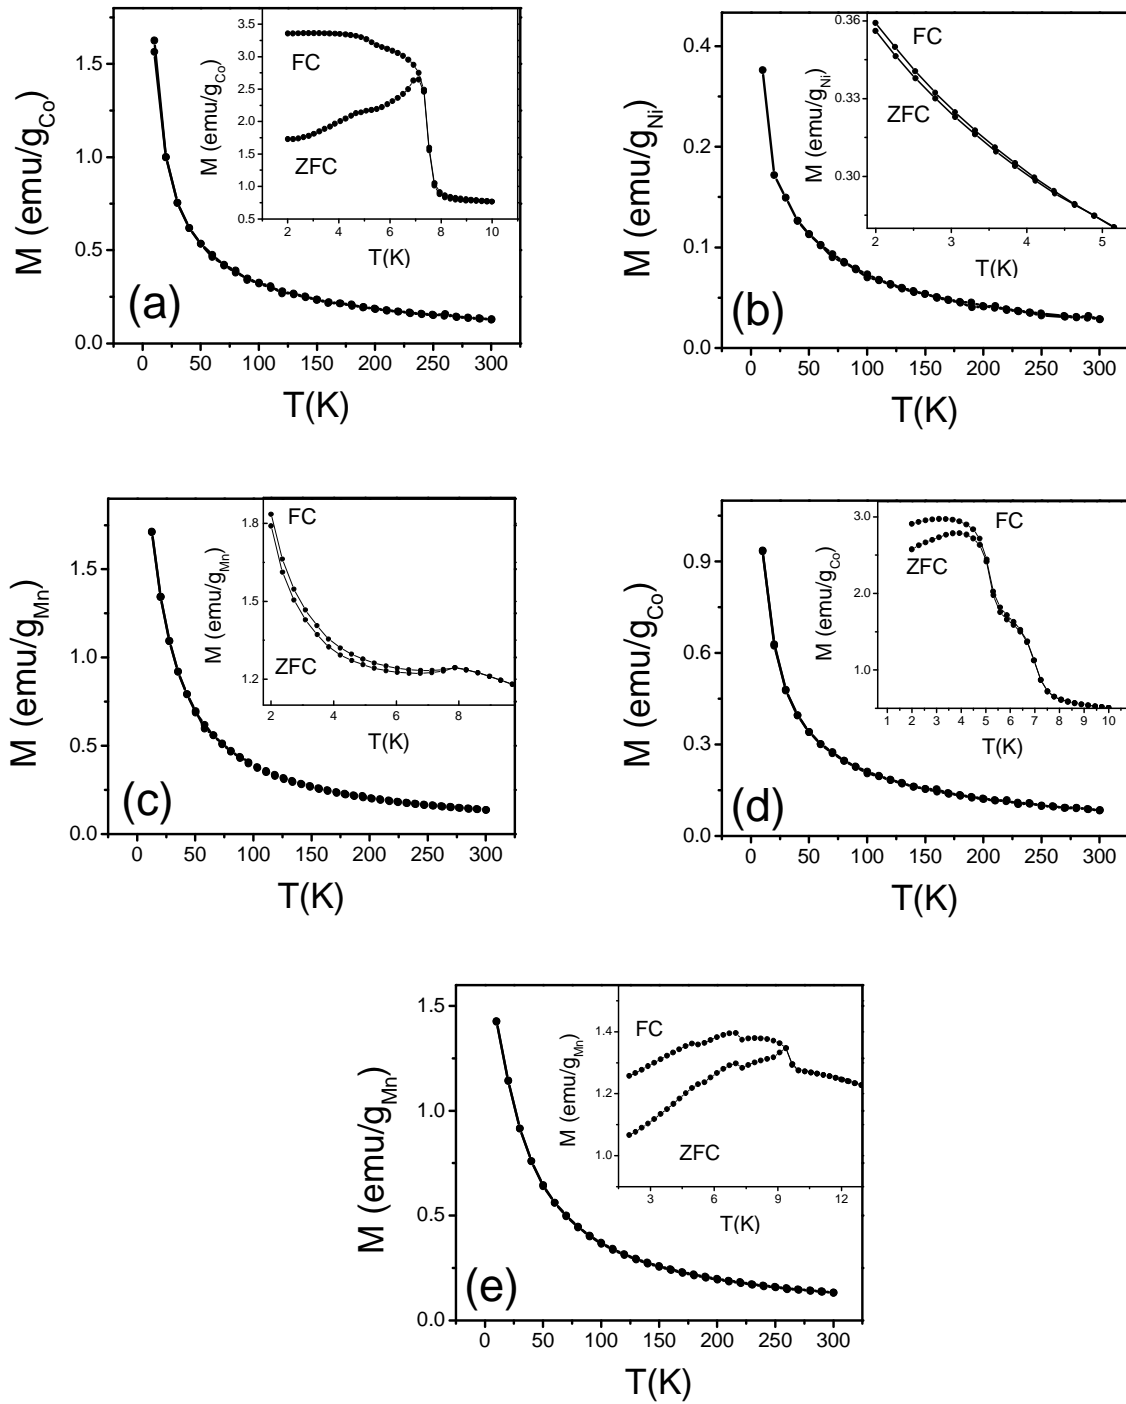 1.5
1.0
0.5
0.0
M (emu/g_Co)
3.5
3.0
2.5
2.0
1.5
1.0
0.5
M (emu/g_Co)
FC
ZFC
2 4 6 8 10
T(K)
(a)
0 50 100 150 200 250 300
T(K)
0.4
0.2
0.1
0.0
M (emu/g_Ni)
0.36
0.33
0.30
M (emu/g_Ni)
FC
ZFC
2 3 4 5
T(K)
(b)
0 50 100 150 200 250 300
T(K)
1.5
1.0
0.5
0.0
M (emu/g_Mn)
1.8
1.5
1.2
M (emu/g_Mn)
FC
ZFC
2 4 6 8
T(K)
(c)
0 50 100 150 200 250 300
T(K)
0.9
0.6
0.3
0.0
M (emu/g_Co)
3.0
2.0
1.0
M (emu/g_Co)
FC
ZFC
1 2 3 4 5 6 7 8 9 10
T(K)
(d)
0 50 100 150 200 250 300
T(K)
1.5
1.0
0.5
0.0
M (emu/g_Mn)
1.4
1.2
1.0
M (emu/g_Mn)
FC
ZFC
3 6 9 12
T(K)
(e)
0 50 100 150 200 250 300
T(K)